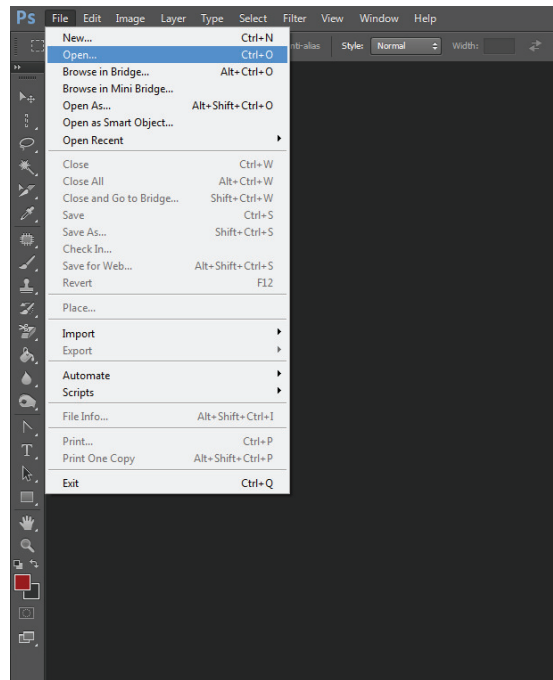 Ps File Edit Image Layer Type Select Filter View Window Help
nti-alias Style: Normal Width:
New... Ctrl+N
Open... Ctrl+O
Browse in Bridge... Alt+Ctrl+O
Browse in Mini Bridge...
Open As... Alt+Shift+Ctrl+O
Open as Smart Object...
Open Recent
Close Ctrl+W
Close All Alt+Ctrl+W
Close and Go to Bridge... Shift+Ctrl+W
Save Ctrl+S
Save As... Shift+Ctrl+S
Check In...
Save for Web... Alt+Shift+Ctrl+S
Revert F12
Place...
Import
Export
Automate
Scripts
File Info... Alt+Shift+Ctrl+I
Print... Ctrl+P
Print One Copy Alt+Shift+Ctrl+P
Exit Ctrl+Q